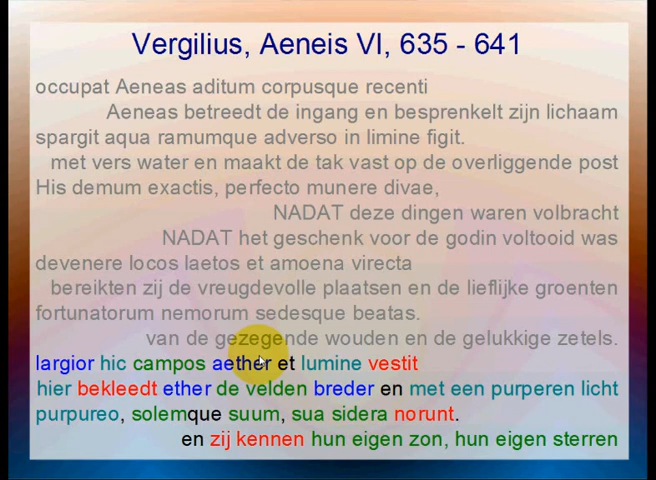 Vergilius, Aeneis VI, 635 - 641
occupat Aeneas aditum corpusque recenti
Aeneas betreedt de ingang en besprenkelt zijn lichaam
spargit aqua ramumque adverso in limine figit.
met vers water en maakt de tak vast op de overliggende post
His demum exactis, perfecto munere divae,
NADAT deze dingen waren volbracht
NADAT het geschenk voor de godin voltooid was
devenere locos laetos et amoena virecta
bereikten zij de vreugdevolle plaatsen en de lieflijke groenten
fortunatorum nemorum sedesque beatas.
van de gezegende wouden en de gelukkige zetels.
largior hic campos aether et lumine vestit
hier bekleedt ether de velden breder en met een purperen licht
purpureo, solemque suum, sua sidera norunt.
en zij kennen hun eigen zon, hun eigen sterren